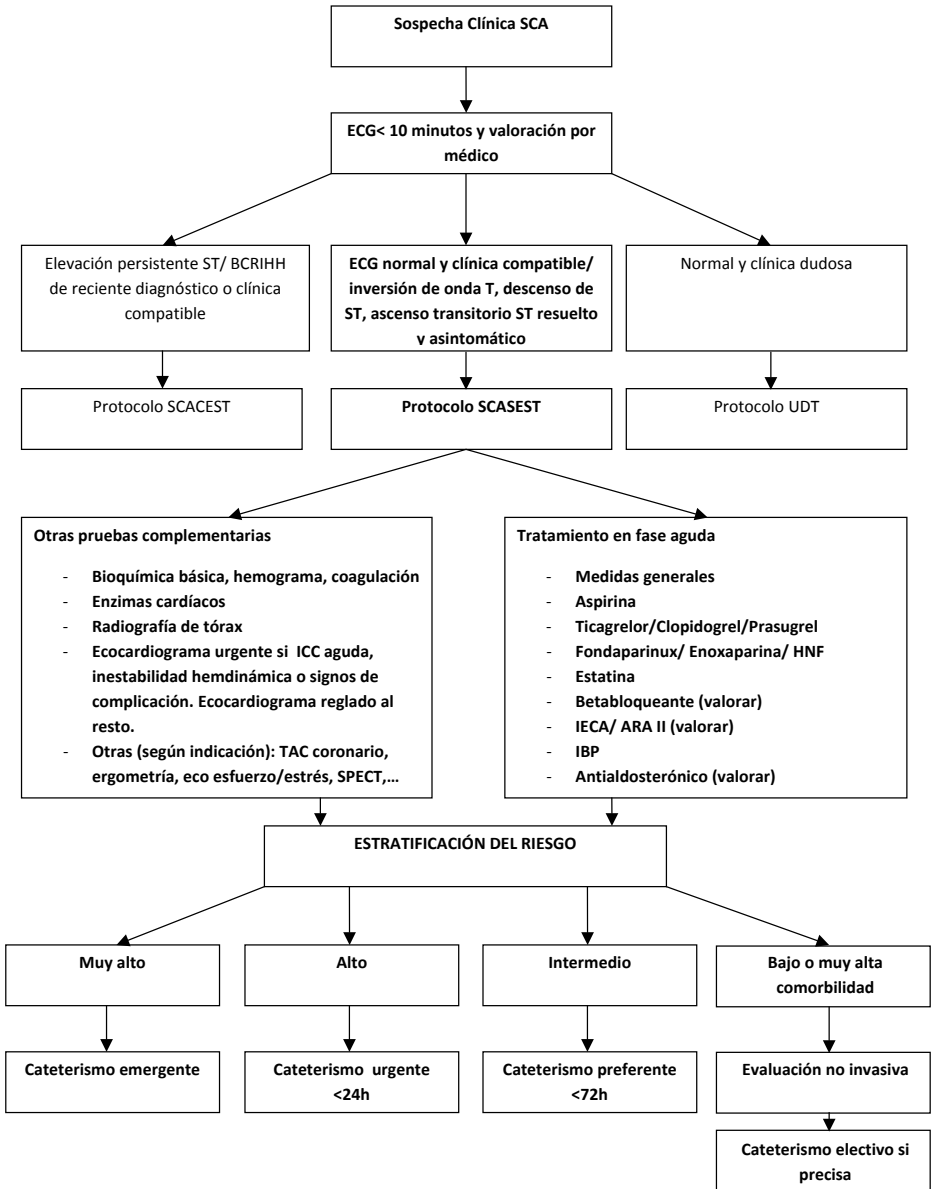 Sospecha Clínica SCA
ECG< 10 minutos y valoración por
médico
Elevación persistente ST/ BCRIHH
de reciente diagnóstico o clínica
compatible
ECG normal y clínica compatible/
inversión de onda T, descenso de
ST, ascenso transitorio ST resuelto
y asintomático
Normal y clínica dudosa
Protocolo SCACEST
Protocolo SCASEST
Protocolo UDT
Otras pruebas complementarias
- Bioquímica básica, hemograma, coagulación
- Enzimas cardíacos
- Radiografía de tórax
- Ecocardiograma urgente si ICC aguda,
inestabilidad hemdinámica o signos de
complicación. Ecocardiograma reglado al
resto.
- Otras (según indicación): TAC coronario,
ergometría, eco esfuerzo/estrés, SPECT,...
Tratamiento en fase aguda
- Medidas generales
- Aspirina
- Ticagrelor/Clopidogrel/Prasugrel
- Fondaparinux/ Enoxaparina/ HNF
- Estatina
- Betabloqueante (valorar)
- IECA/ ARA II (valorar)
- IBP
- Antialdosterónico (valorar)
ESTRATIFICACIÓN DEL RIESGO
Muy alto
Alto
Intermedio
Bajo o muy alta
comorbilidad
Cateterismo emergente
Cateterismo urgente
<24h
Cateterismo preferente
<72h
Evaluación no invasiva
Cateterismo electivo si
precisa